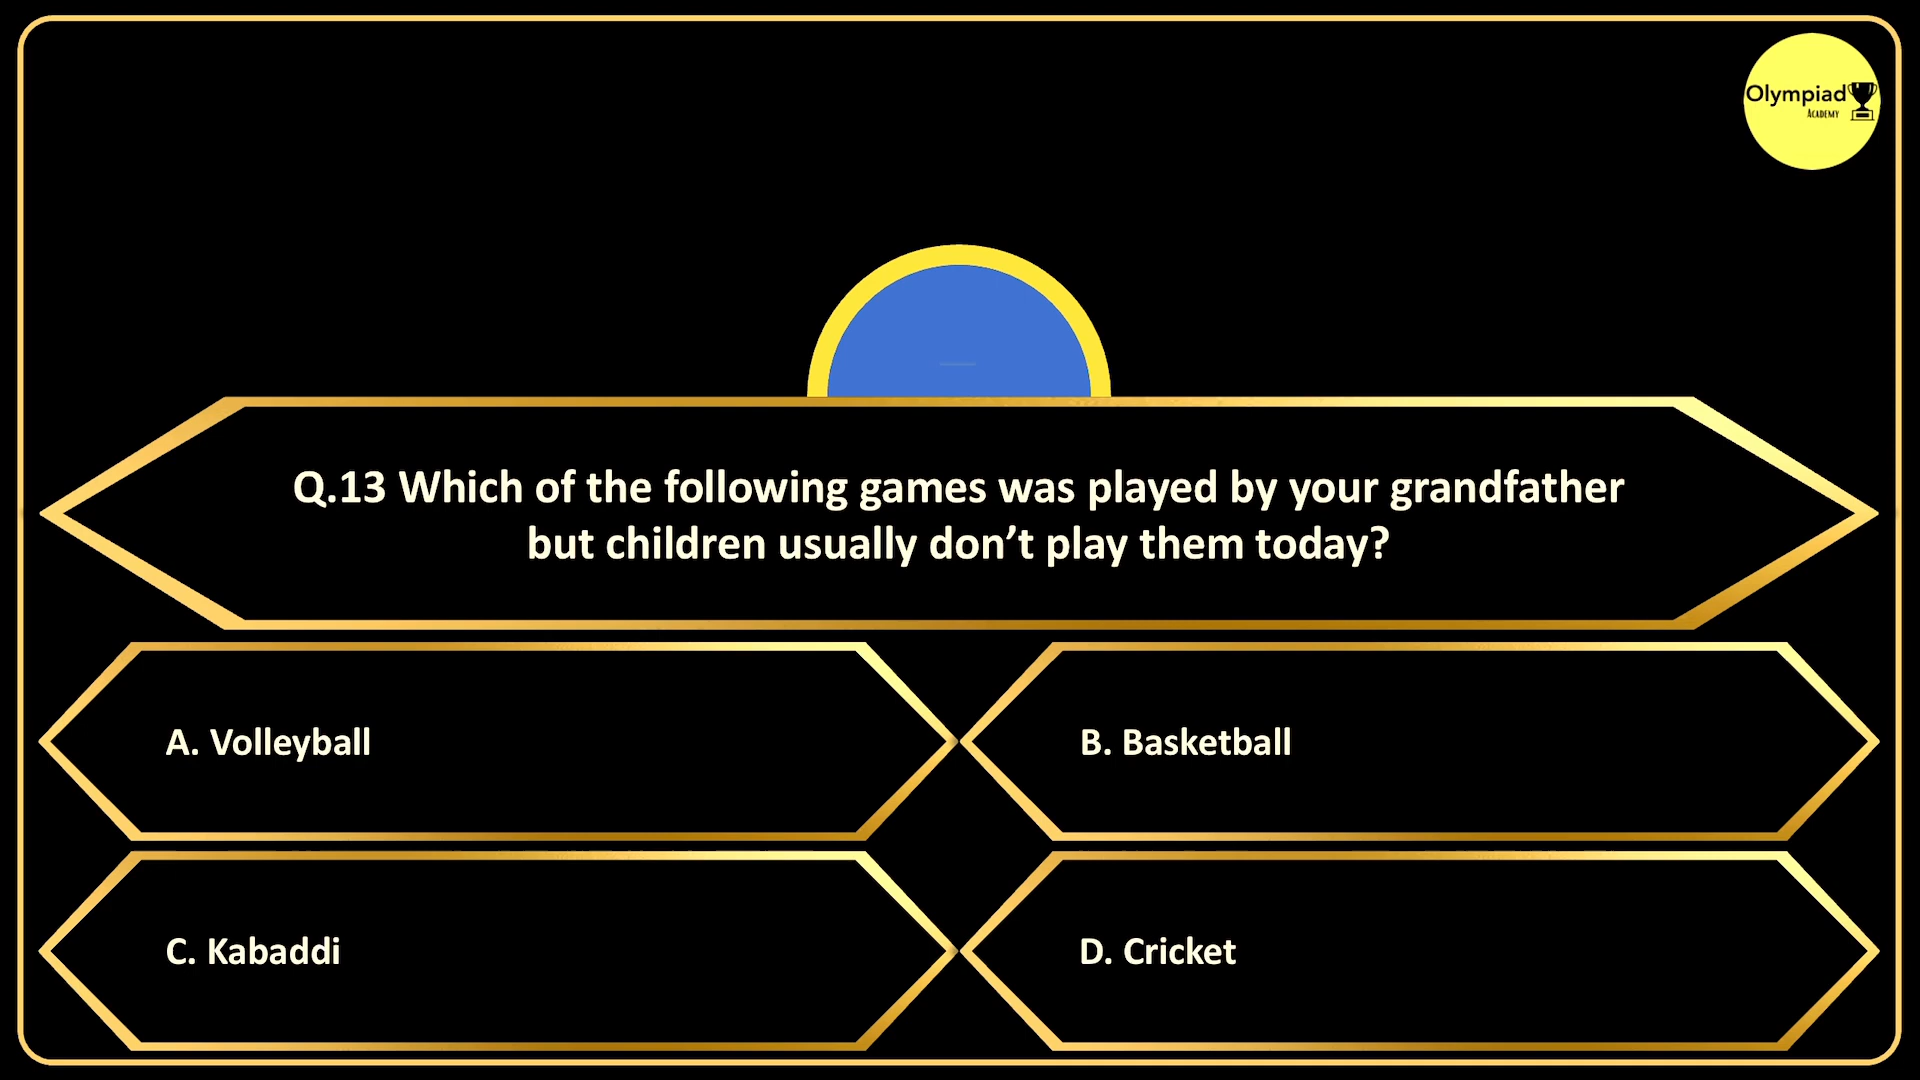 Olympiad
Academy
Q.13 Which of the following games was played by your grandfather
but children usually don’t play them today?
A. Volleyball
B. Basketball
C. Kabaddi
D. Cricket